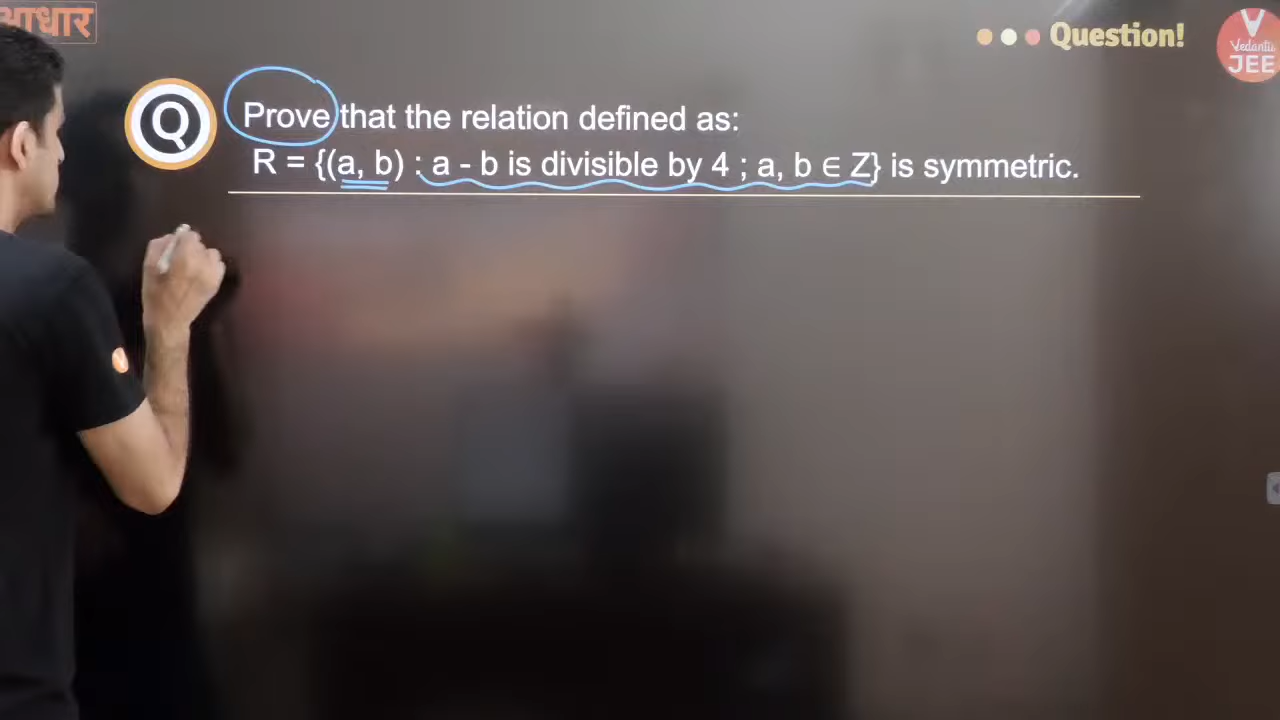 आधार
Question!
Vedantu
JEE
Q
Prove that the relation defined as:
R = {(a, b) : a - b is divisible by 4 ; a, b ∈ Z} is symmetric.